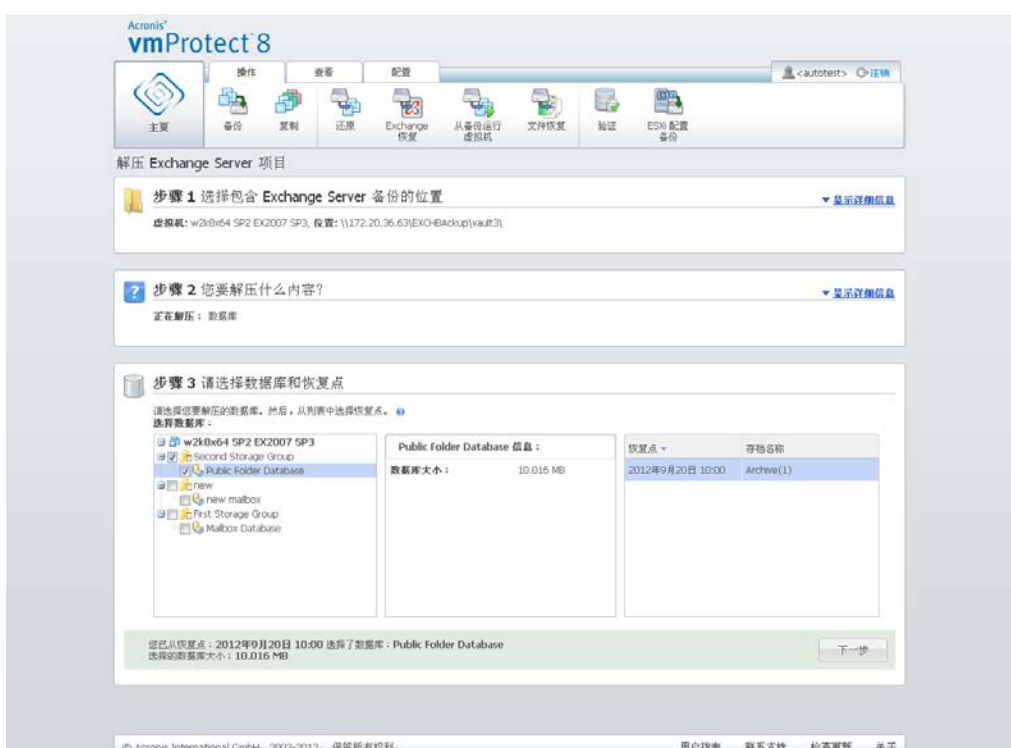 Acronis®
vmProtect™8
操作 查看 配置 <autotest> 注销
主页
备份
复制
还原
Exchange
恢复
从备份运行
虚拟机
文件恢复
验证
ESXi 配置
备份
解压 Exchange Server 项目
步骤 1 选择包含 Exchange Server 备份的位置
显示详细信息
虚拟机: w2k8x64 SP2 EX2007 SP3, 位置: \\172.20.36.63\EXCHBAckup\vault3\
步骤 2 您要解压什么内容?
显示详细信息
正在解压： 数据库
步骤 3 请选择数据库和恢复点
请选择您要解压的数据库。然后，从列表中选择恢复点。
选择数据库：
w2k8x64 SP2 EX2007 SP3
Second Storage Group
Public Folder Database
new
new mailbox
First Storage Group
Mailbox Database
Public Folder Database 信息：
数据库大小： 10.016 MB
恢复点 存档名称
2012年9月20日 10:00 Archive(1)
您已从恢复点：2012年9月20日 10:00 选择了数据库：Public Folder Database
选择的数据库大小：10.016 MB
下一步
© Acronis International GmbH, 2002-2012。 保留所有权利。
用户指南 联系支持 检查更新 关于